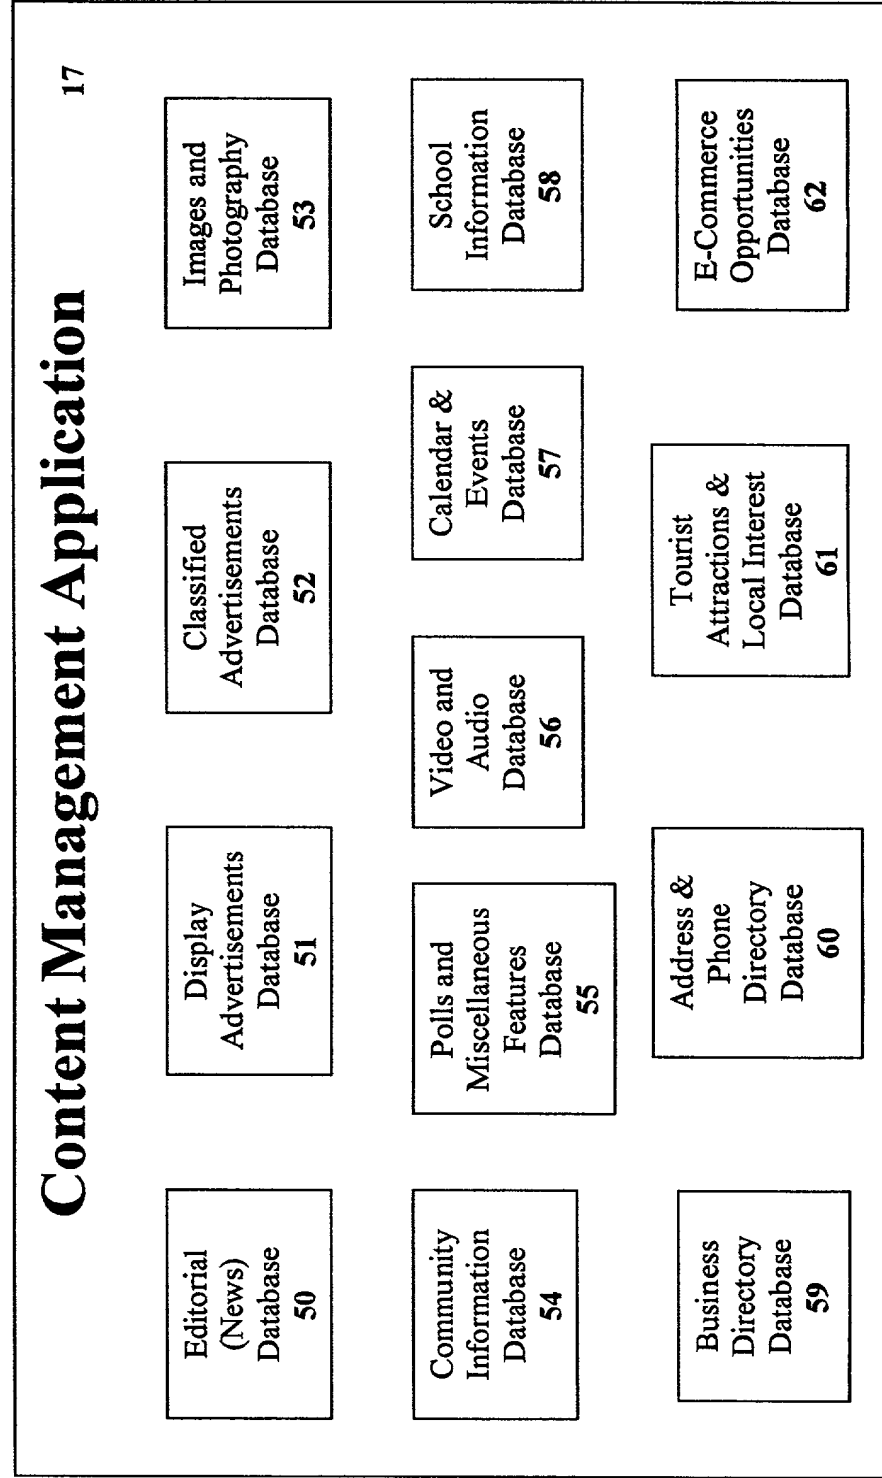 Content Management Application
17
Editorial
(News)
Database
50
Display
Advertisements
Database
51
Classified
Advertisements
Database
52
Images and
Photography
Database
53
Community
Information
Database
54
Polls and
Miscellaneous
Features
Database
55
Video and
Audio
Database
56
Calendar &
Events
Database
57
School
Information
Database
58
Business
Directory
Database
59
Address &
Phone
Directory
Database
60
Tourist
Attractions &
Local Interest
Database
61
E-Commerce
Opportunities
Database
62